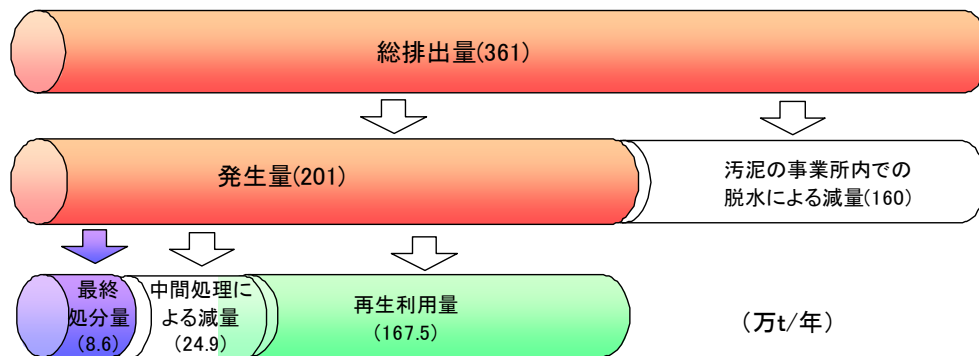 総排出量(361)
発生量(201)
汚泥の事業所内での
脱水による減量(160)
最終
処分量
(8.6)
中間処理に
よる減量
(24.9)
再生利用量
(167.5)
(万t/年)